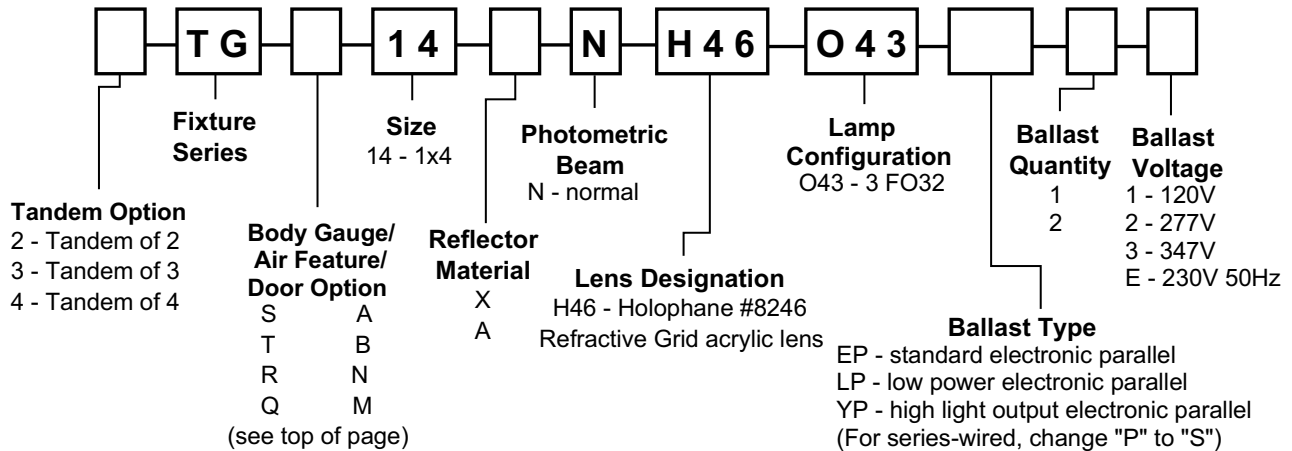 T G 1 4 N H 4 6 O 4 3
Fixture
Series
Size
14 - 1x4
Photometric
Beam
N - normal
Lamp
Configuration
O43 - 3 FO32
Ballast
Quantity
1
2
Ballast
Voltage
1 - 120V
2 - 277V
3 - 347V
E - 230V 50Hz
Tandem Option
2 - Tandem of 2
3 - Tandem of 3
4 - Tandem of 4
Body Gauge/
Air Feature/
Door Option
S A
T B
R N
Q M
(see top of page)
Reflector
Material
X
A
Lens Designation
H46 - Holophane #8246
Refractive Grid acrylic lens
Ballast Type
EP - standard electronic parallel
LP - low power electronic parallel
YP - high light output electronic parallel
(For series-wired, change "P" to "S")